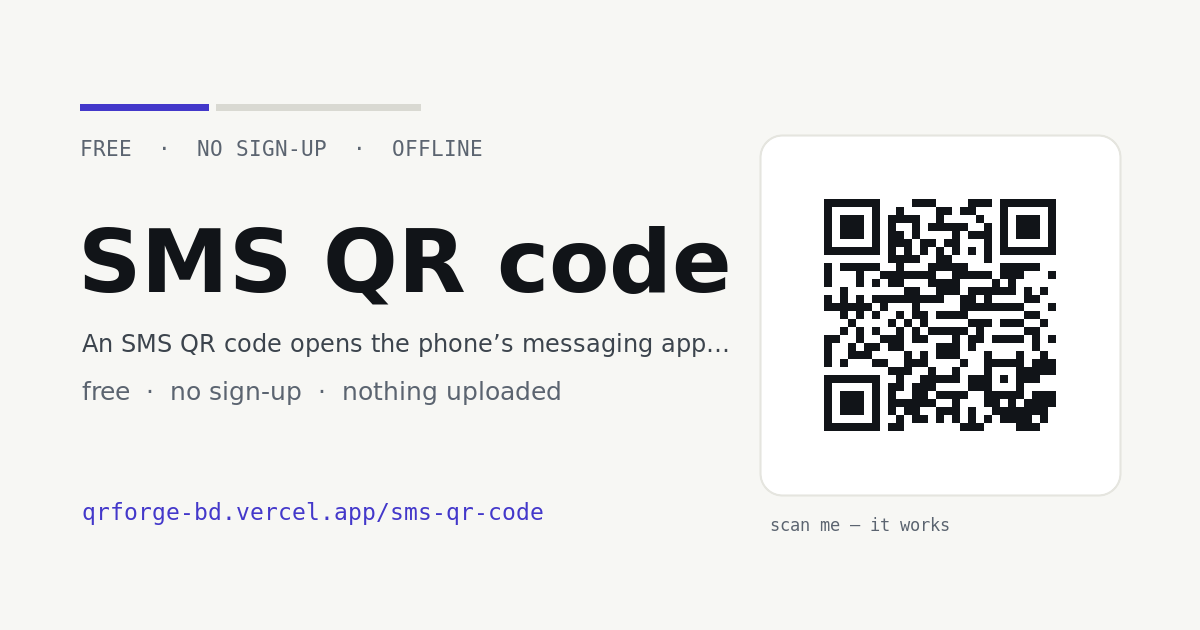 FREE · NO SIGN-UP · OFFLINE
SMS QR code
An SMS QR code opens the phone’s messaging app…
free · no sign-up · nothing uploaded
qrforge-bd.vercel.app/sms-qr-code
scan me — it works